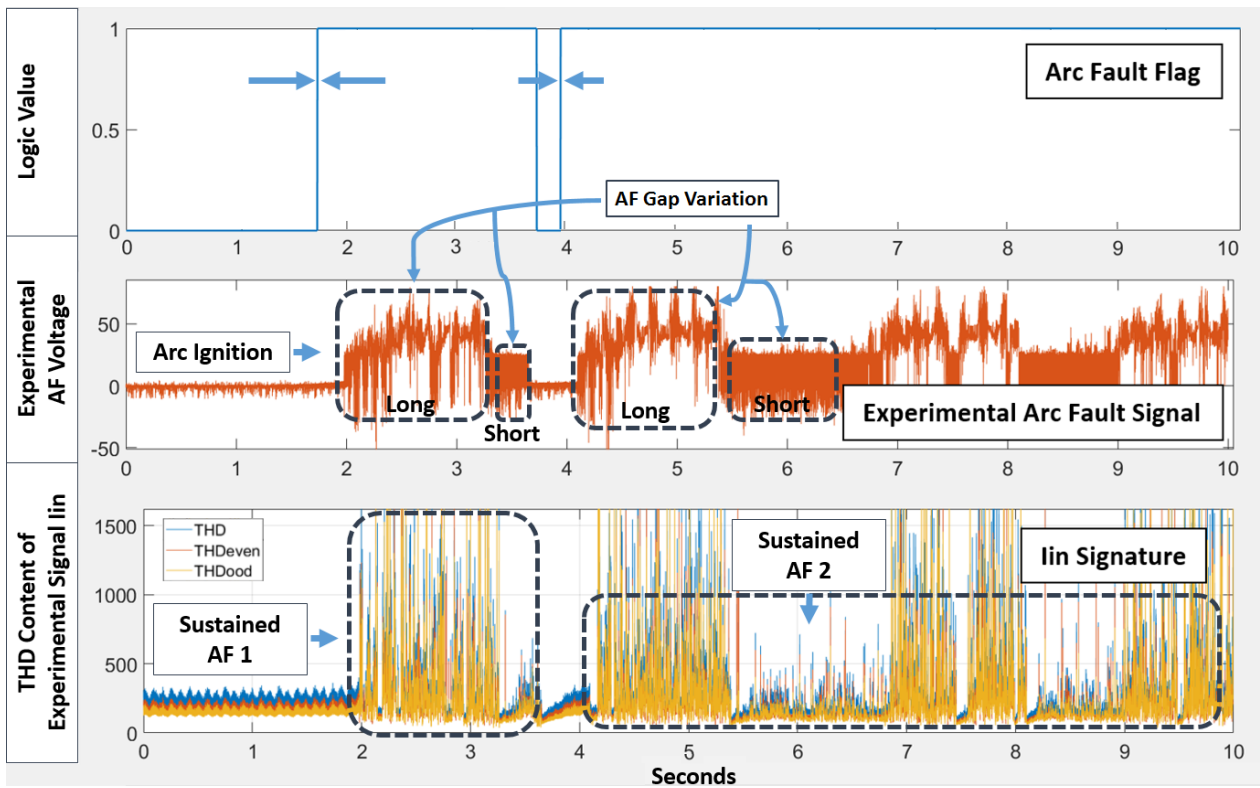 Logic Value
1
0.5
0
Arc Fault Flag
AF Gap Variation
0 1 2 3 4 5 6 7 8 9 10
Experimental
AF Voltage
50
0
-50
Arc Ignition
Long
Short
Long
Short
Experimental Arc Fault Signal
0 1 2 3 4 5 6 7 8 9 10
THD Content of
Experimental Signal Iin
1500
1000
500
0
THD
THDeven
THDood
Sustained
AF 1
Sustained
AF 2
Iin Signature
0 1 2 3 4 5 6 7 8 9 10
Seconds